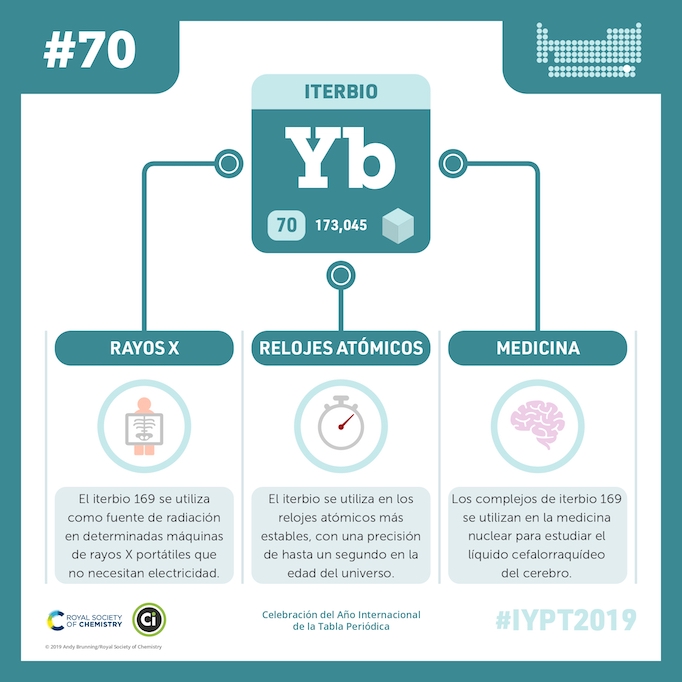 #70
ITERBIO
Yb
70
173,045
RAYOS X
El iterbio 169 se utiliza
como fuente de radiación
en determinadas máquinas
de rayos X portátiles que
no necesitan electricidad.
RELOJES ATÓMICOS
El iterbio se utiliza en los
relojes atómicos más
estables, con una precisión
de hasta un segundo en la
edad del universo.
MEDICINA
Los complejos de iterbio 169
se utilizan en la medicina
nuclear para estudiar el
líquido cefalorraquídeo
del cerebro.
ROYAL SOCIETY
OF CHEMISTRY
Ci
Celebración del Año Internacional
de la Tabla Periódica
#IYPT2019
© 2019 Andy Brunning/Royal Society of Chemistry